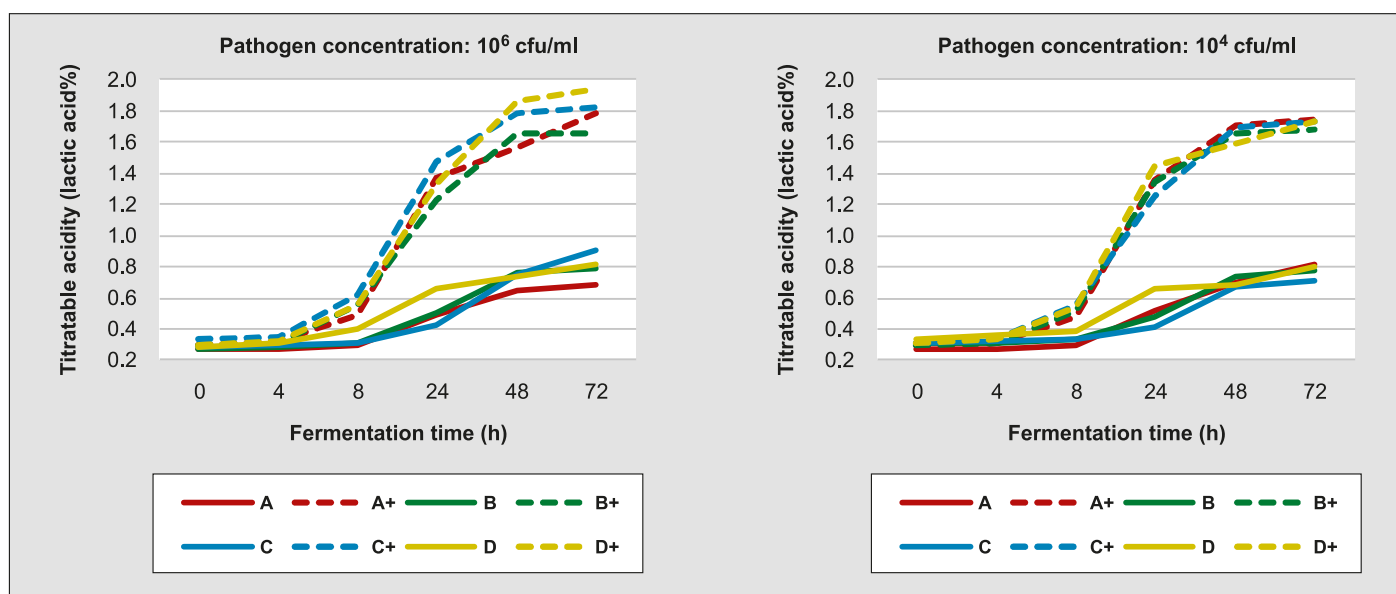 Pathogen concentration: 10⁶ cfu/ml
Titratable acidity (lactic acid%)
2.0
1.8
1.6
1.4
1.2
1.0
0.8
0.6
0.4
0.2
0 4 8 24 48 72
Fermentation time (h)
A A+ B B+
C C+ D D+
Pathogen concentration: 10⁴ cfu/ml
Titratable acidity (lactic acid%)
2.0
1.8
1.6
1.4
1.2
1.0
0.8
0.6
0.4
0.2
0 4 8 24 48 72
Fermentation time (h)
A A+ B B+
C C+ D D+